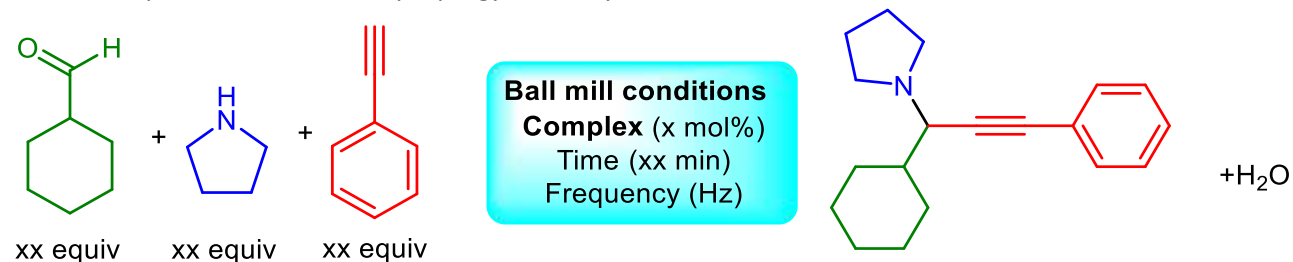 O
H
+
H
N
+
xx equiv
xx equiv
xx equiv
Ball mill conditions
Complex (x mol%)
Time (xx min)
Frequency (Hz)
N
+H₂O